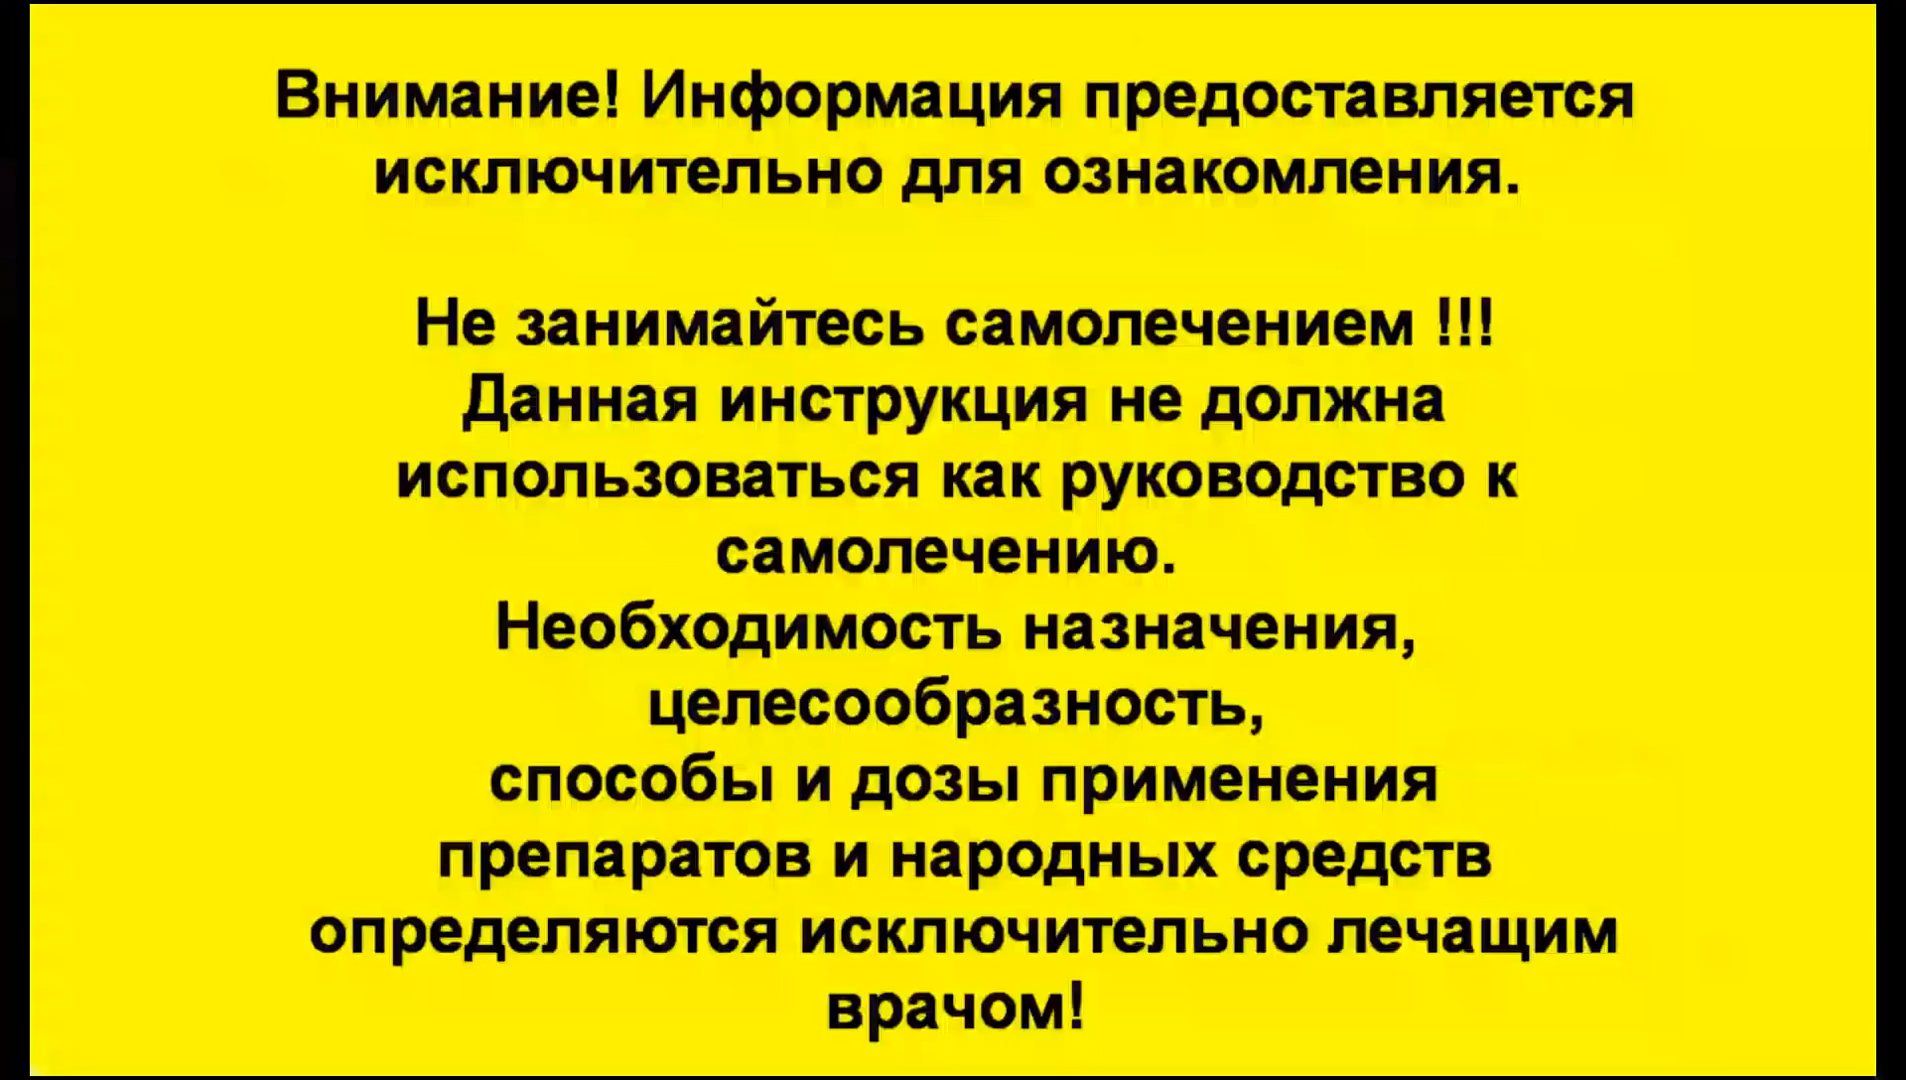 Внимание! Информация предоставляется
исключительно для ознакомления.
Не занимайтесь самолечением !!!
Данная инструкция не должна
использоваться как руководство к
самолечению.
Необходимость назначения,
целесообразность,
способы и дозы применения
препаратов и народных средств
определяются исключительно лечащим
врачом!